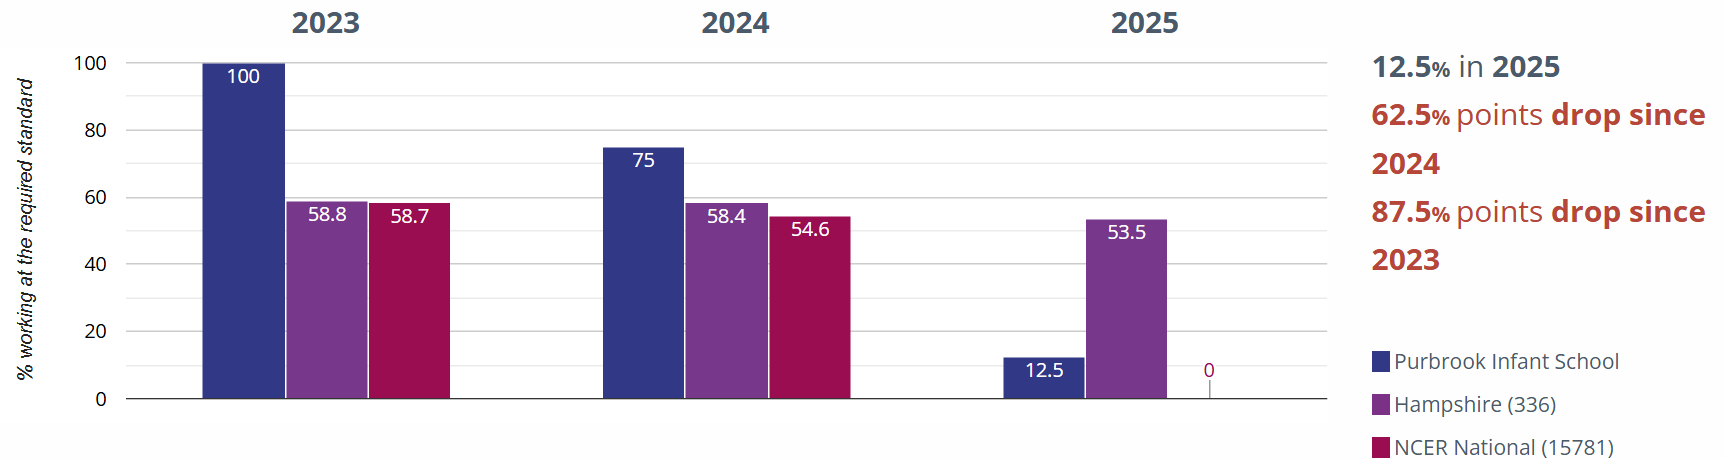 2023
2024
2025
% working at the required standard
100
80
60
40
20
0
100
58.8
58.7
75
58.4
54.6
12.5
53.5
0
12.5% in 2025
62.5% points drop since
2024
87.5% points drop since
2023
Purbrook Infant School
Hampshire (336)
NCER National (15781)